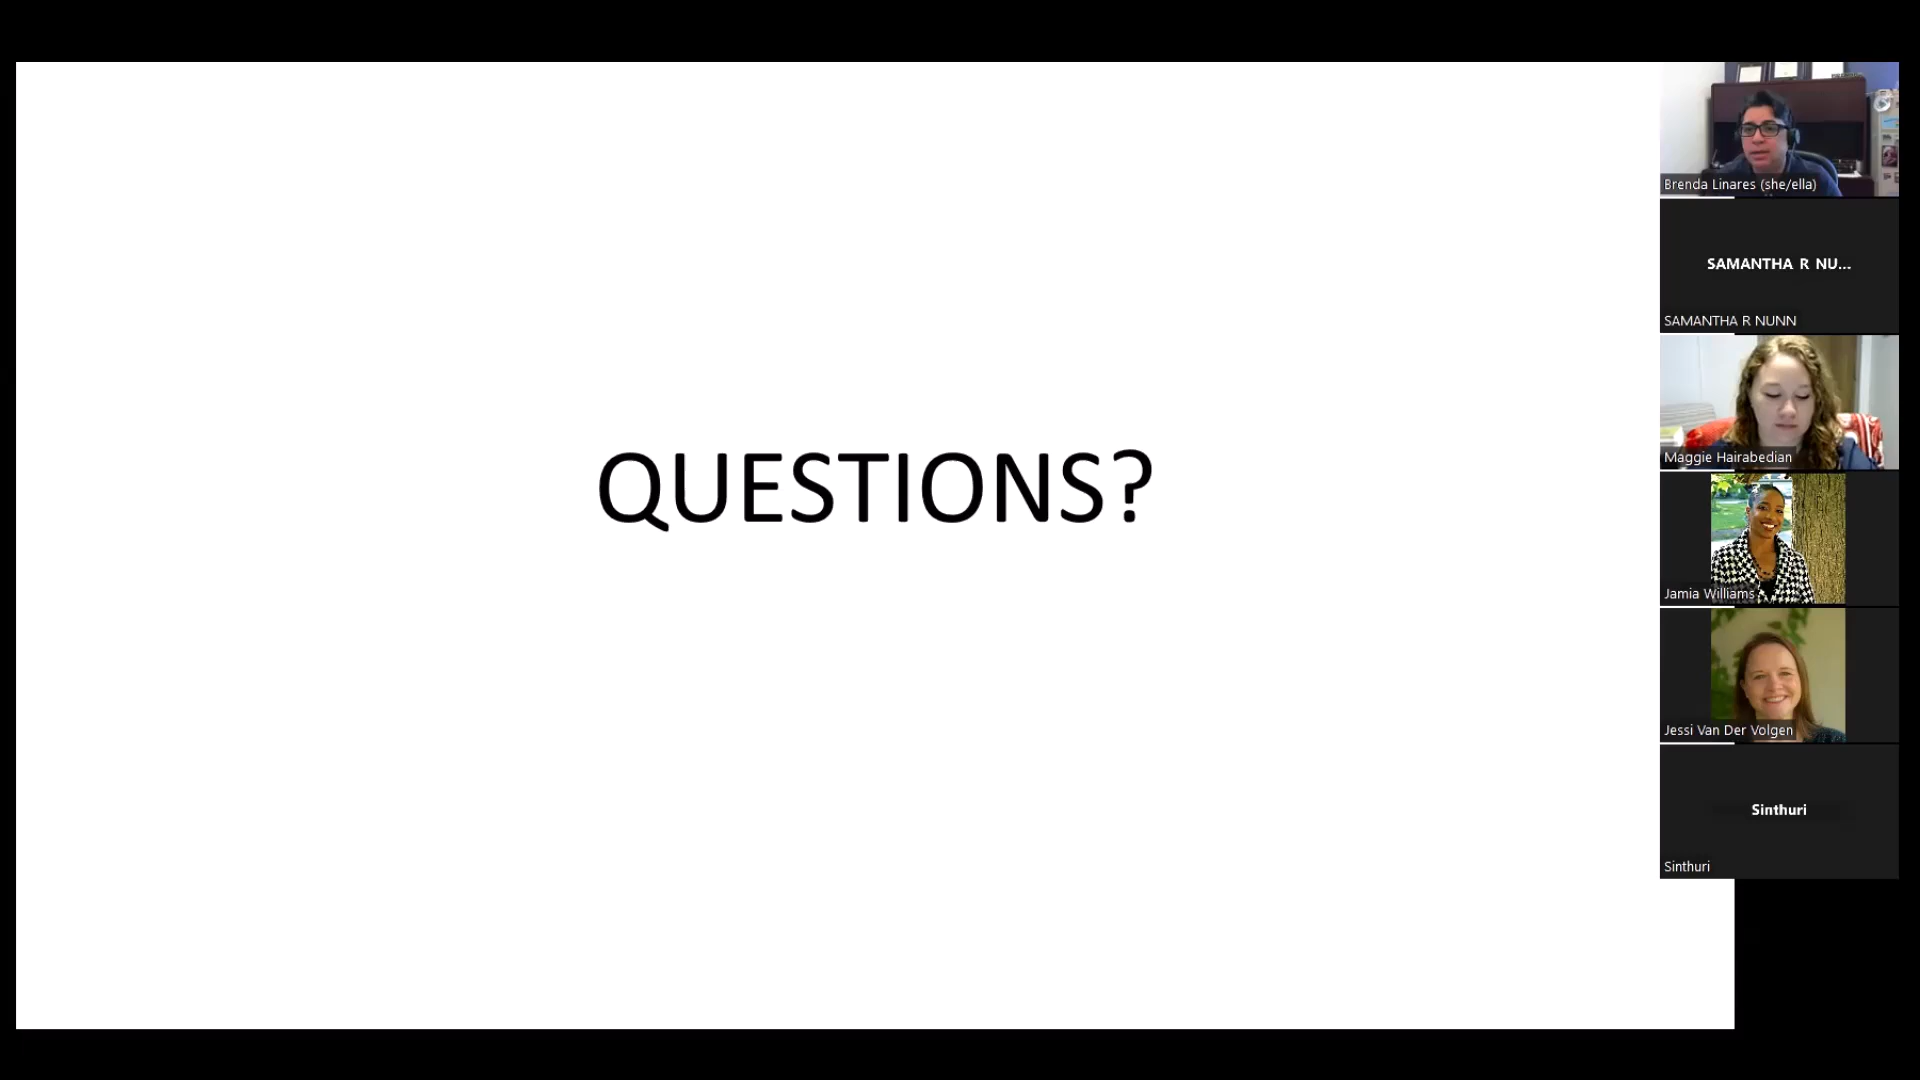 QUESTIONS?
Brenda Linares (she/ella)
SAMANTHA R NU...
SAMANTHA R NUNN
Maggie Hairabedian
Jamia Williams
Jessi Van Der Volgen
Sinthuri
Sinthuri